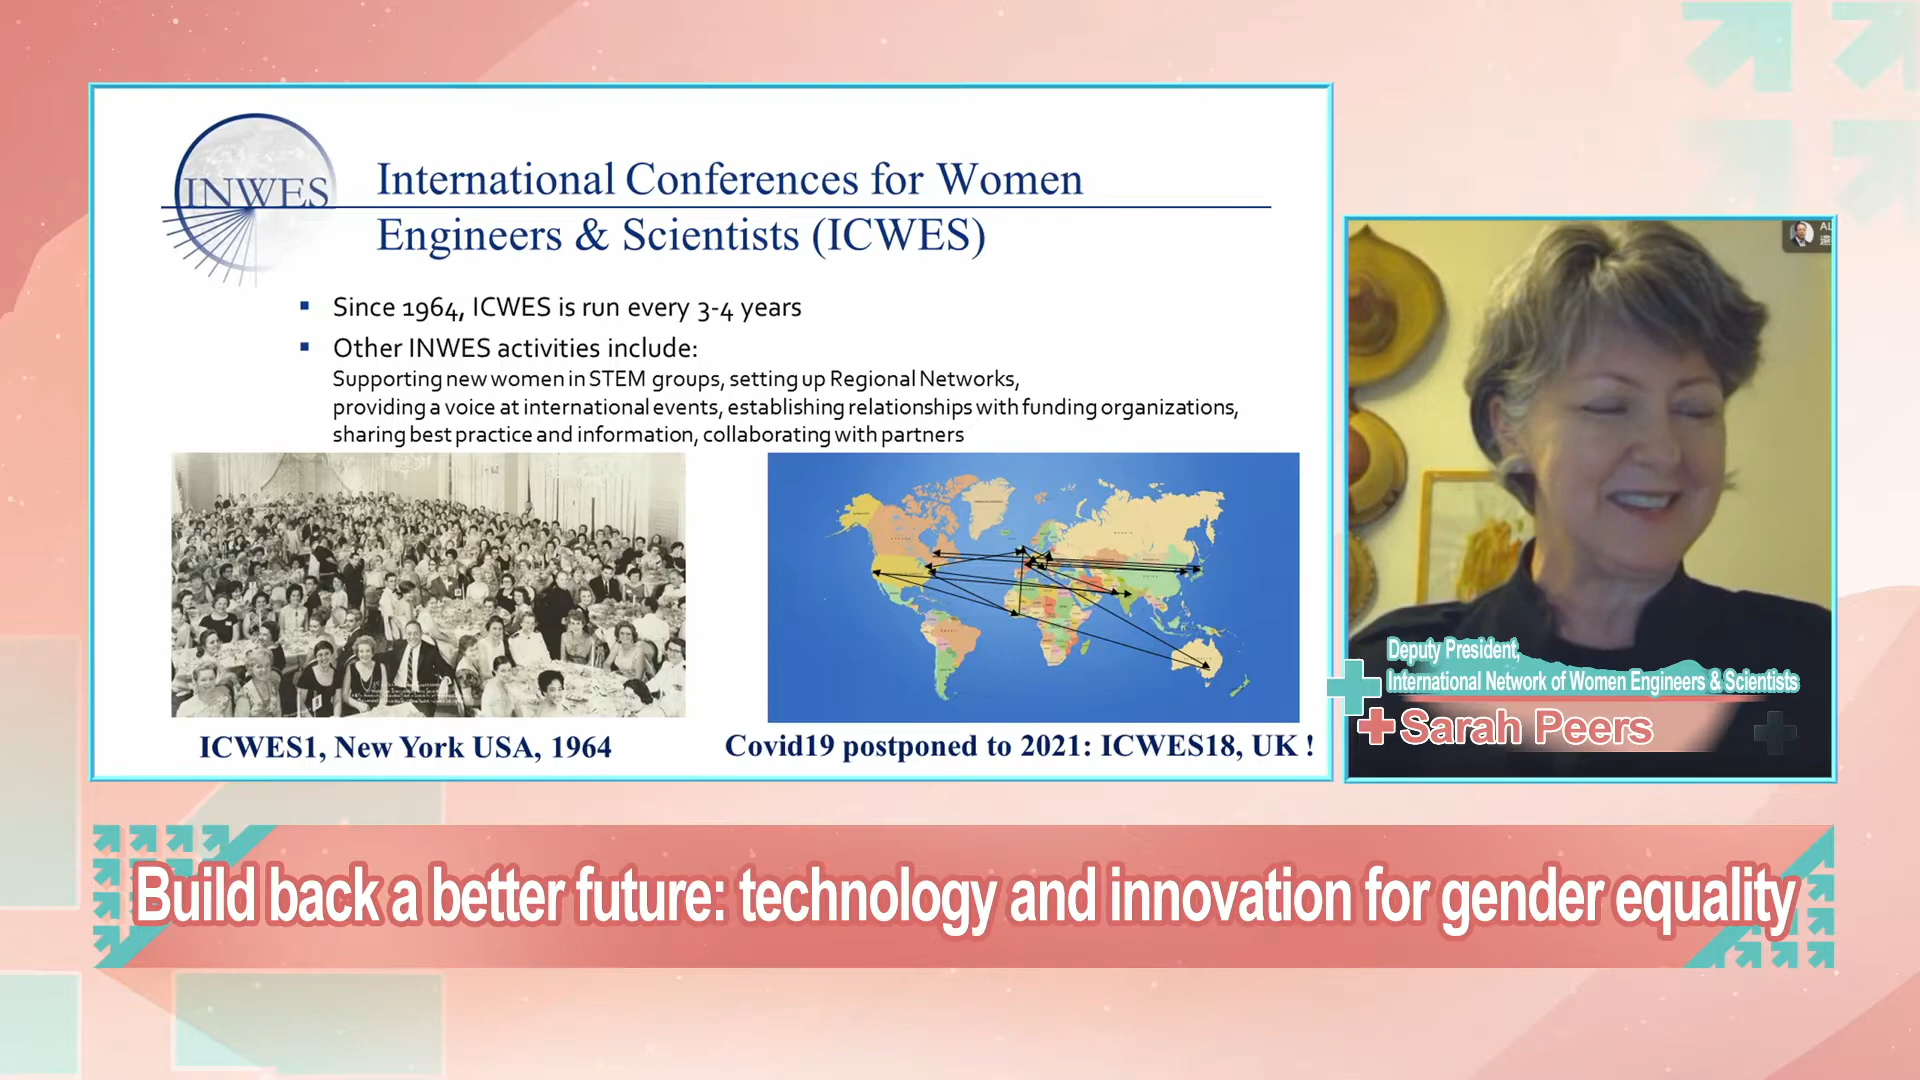 INWES
International Conferences for Women
Engineers & Scientists (ICWES)
▪ Since 1964, ICWES is run every 3-4 years
▪ Other INWES activities include:
Supporting new women in STEM groups, setting up Regional Networks,
providing a voice at international events, establishing relationships with funding organizations,
sharing best practice and information, collaborating with partners
ICWES1, New York USA, 1964
Covid19 postponed to 2021: ICWES18, UK !
Deputy President,
International Network of Women Engineers & Scientists
Sarah Peers
Build back a better future: technology and innovation for gender equality